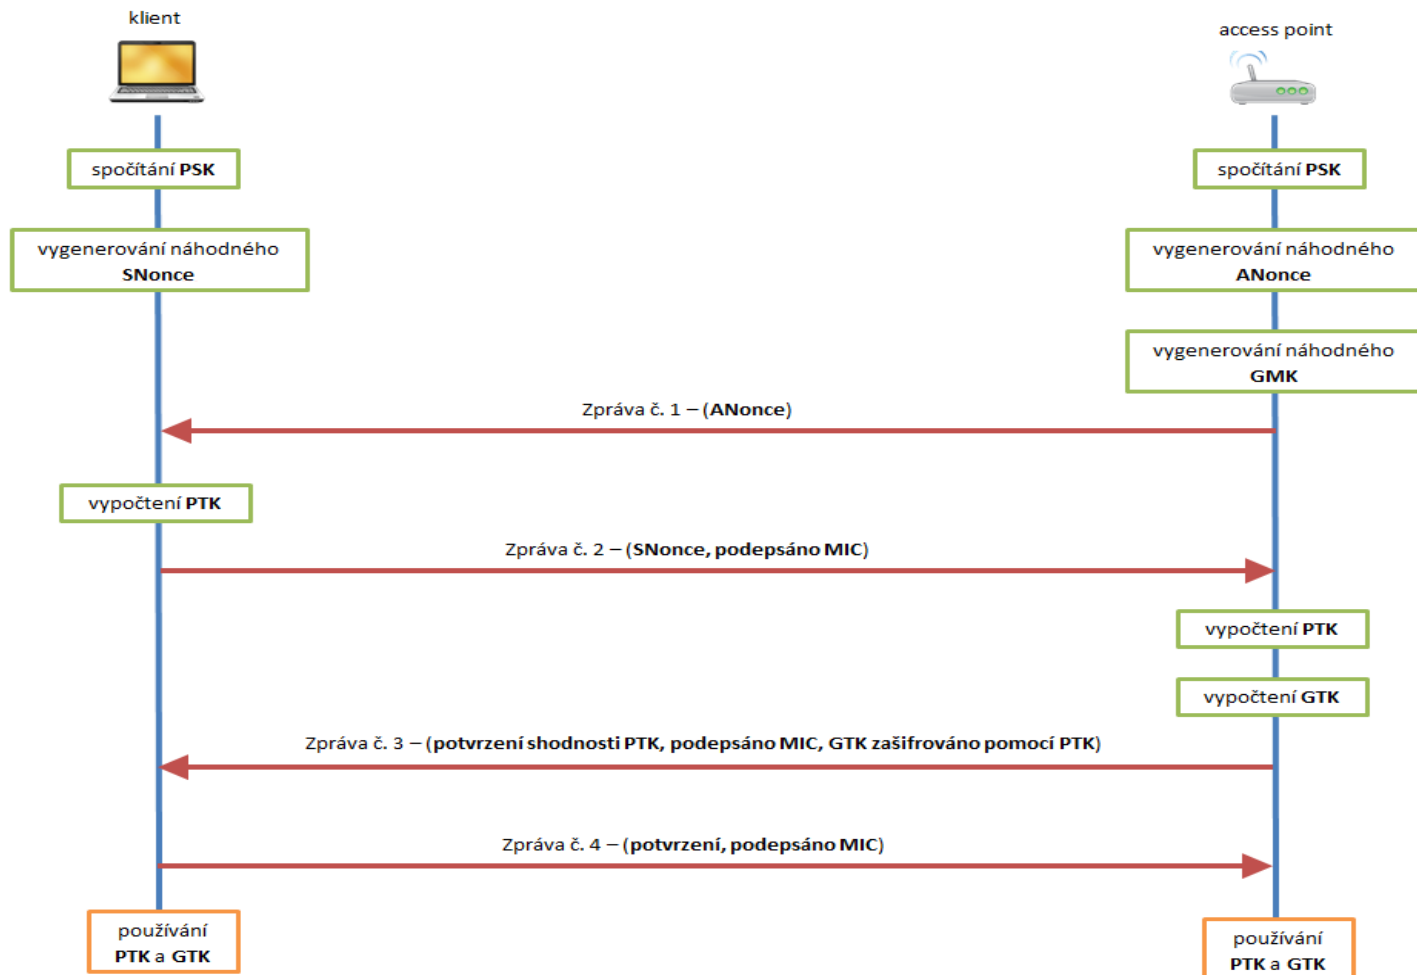 klient
access point
spočítání PSK
spočítání PSK
vygenerování náhodného
SNonce
vygenerování náhodného
ANonce
vygenerování náhodného
GMK
Zpráva č. 1 – (ANonce)
vypočtení PTK
Zpráva č. 2 – (SNonce, podepsáno MIC)
vypočtení PTK
vypočtení GTK
Zpráva č. 3 – (potvrzení shodnosti PTK, podepsáno MIC, GTK zašifrováno pomocí PTK)
Zpráva č. 4 – (potvrzení, podepsáno MIC)
používání
PTK a GTK
používání
PTK a GTK